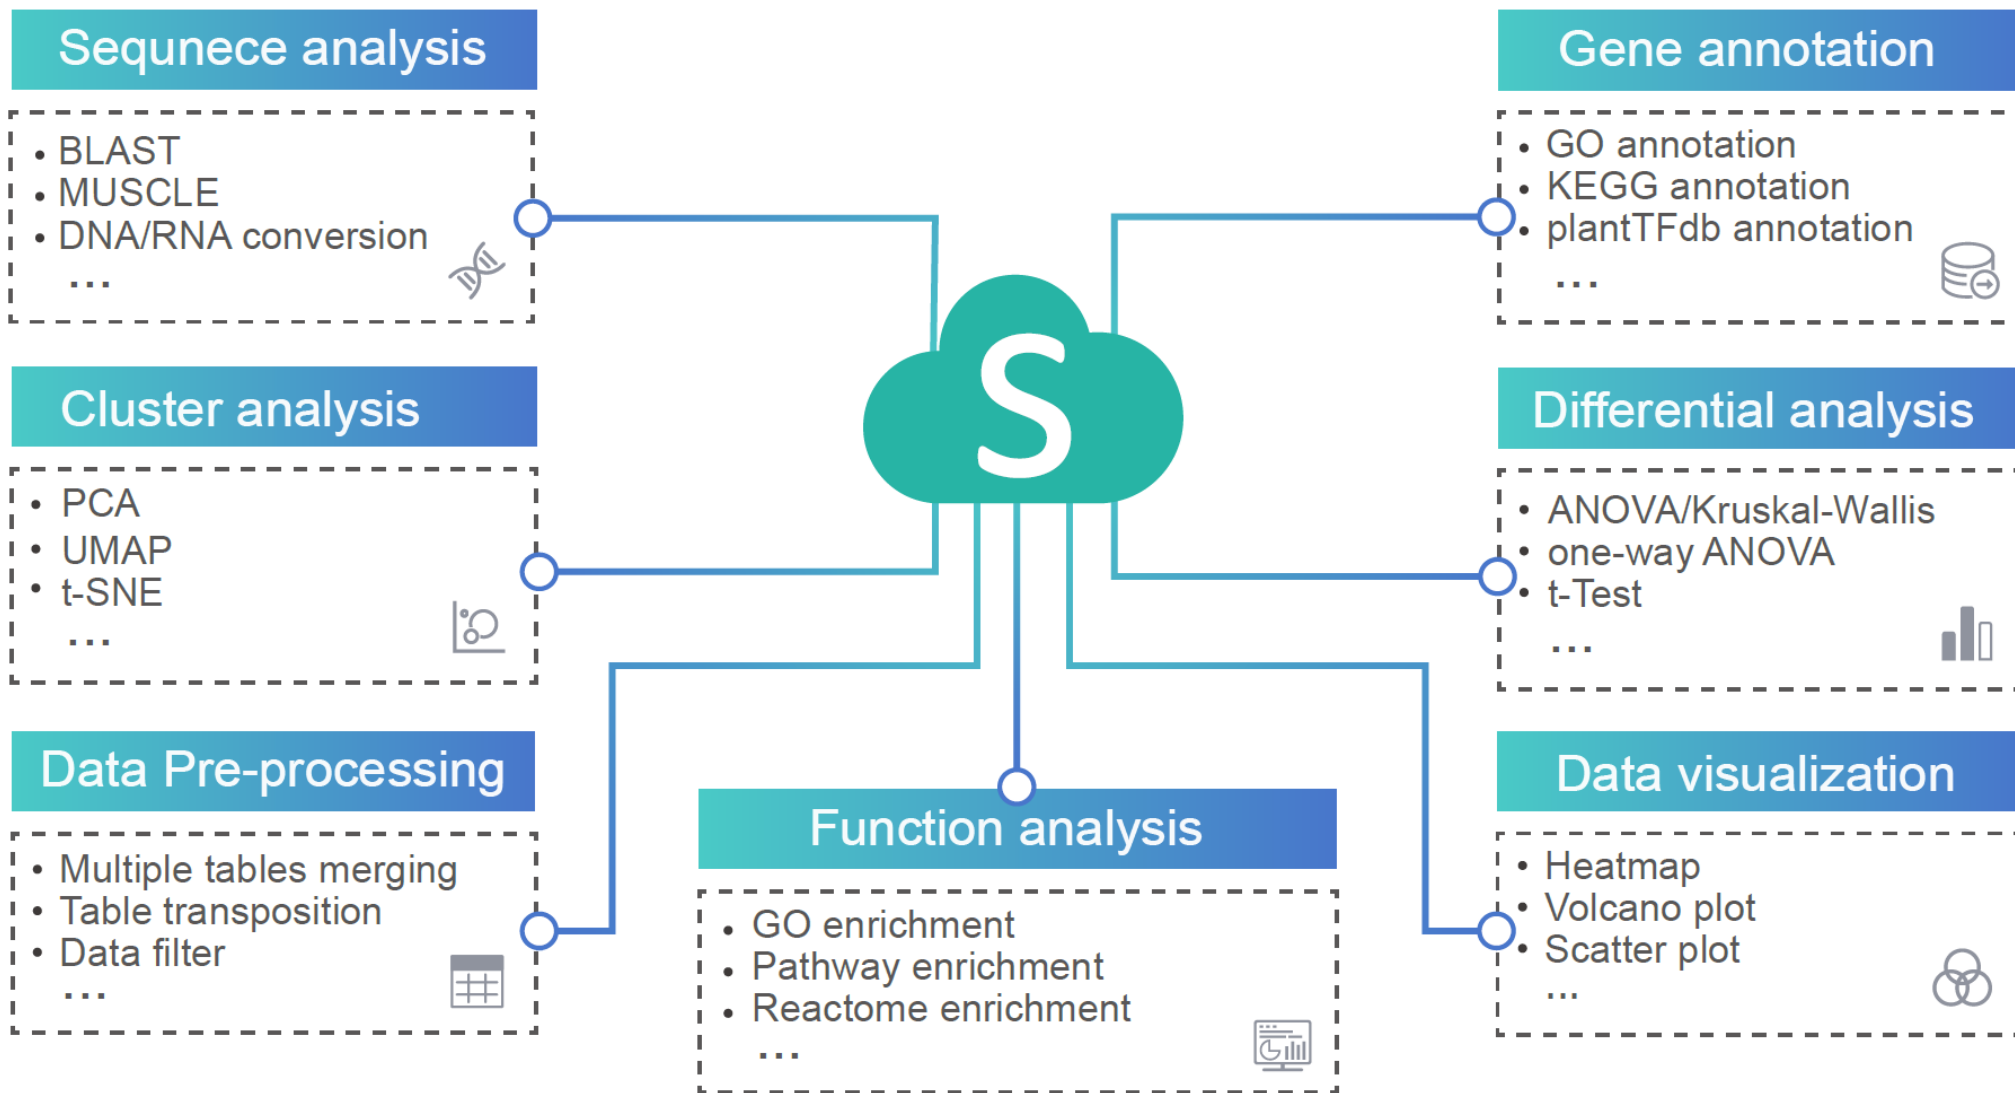 Sequnece analysis
• BLAST
• MUSCLE
• DNA/RNA conversion
...
Cluster analysis
• PCA
• UMAP
• t-SNE
...
Data Pre-processing
• Multiple tables merging
• Table transposition
• Data filter
...
S
Function analysis
• GO enrichment
• Pathway enrichment
• Reactome enrichment
...
Gene annotation
• GO annotation
• KEGG annotation
• plantTFdb annotation
...
Differential analysis
• ANOVA/Kruskal-Wallis
• one-way ANOVA
• t-Test
...
Data visualization
• Heatmap
• Volcano plot
• Scatter plot
...